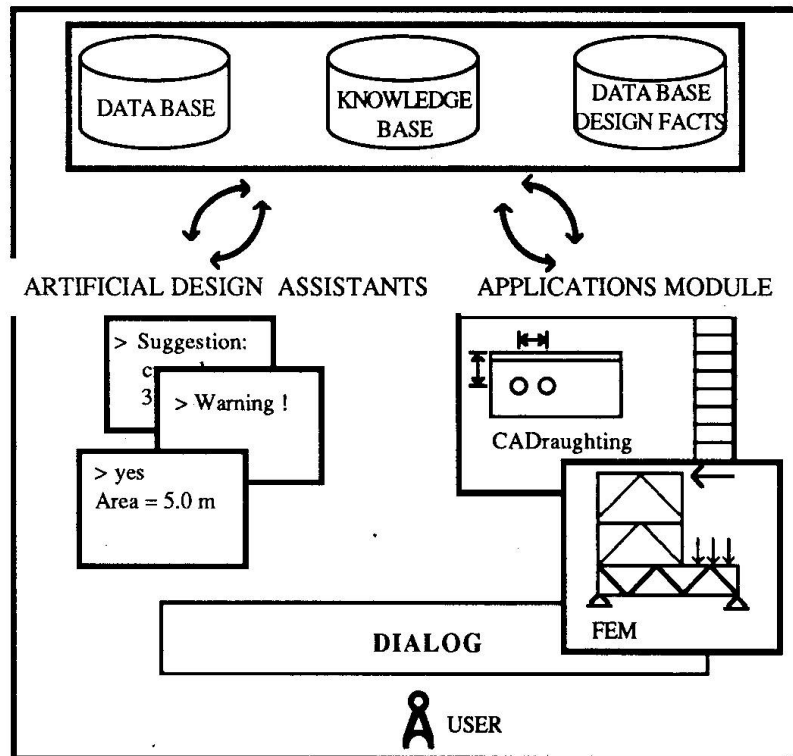 DATA BASE
KNOWLEDGE
BASE
DATA BASE
DESIGN FACTS
ARTIFICIAL DESIGN ASSISTANTS
APPLICATIONS MODULE
> Suggestion:
3
> Warning !
> yes
Area = 5.0 m
CADraughting
FEM
DIALOG
USER